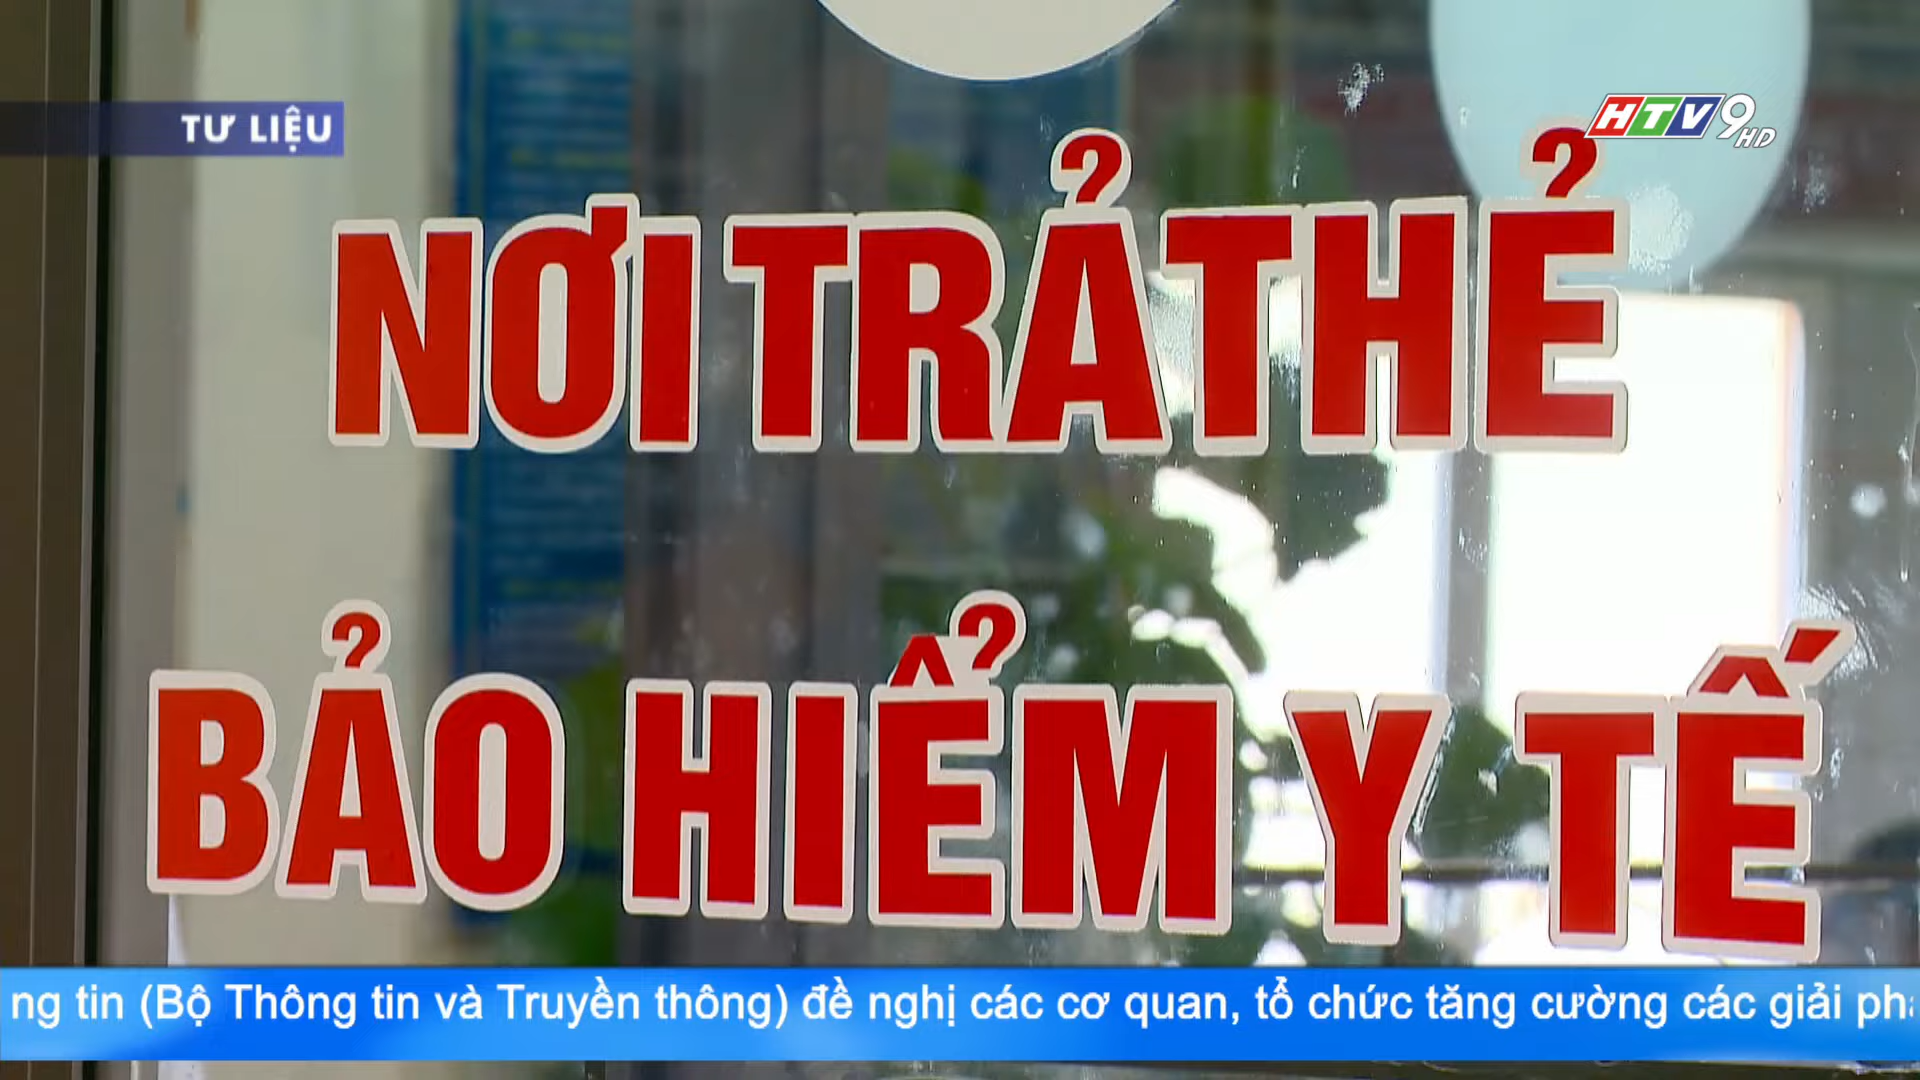 TƯ LIỆU
HTV9 HD
NƠI TRẢ THẺ
BẢO HIỂM Y TẾ
ng tin (Bộ Thông tin và Truyền thông) đề nghị các cơ quan, tổ chức tăng cường các giải phá